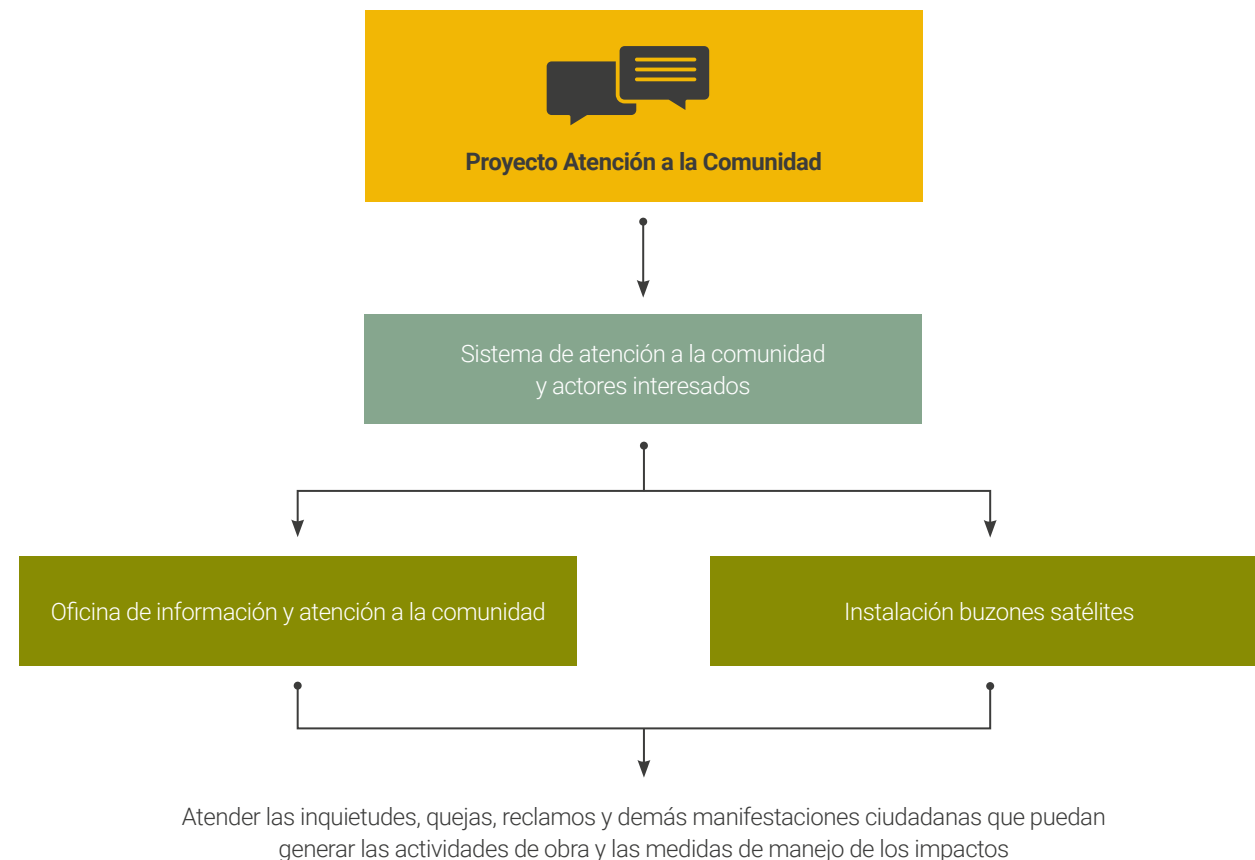 Proyecto Atención a la Comunidad
Sistema de atención a la comunidad
y actores interesados
Oficina de información y atención a la comunidad
Instalación buzones satélites
Atender las inquietudes, quejas, reclamos y demás manifestaciones ciudadanas que puedan
generar las actividades de obra y las medidas de manejo de los impactos